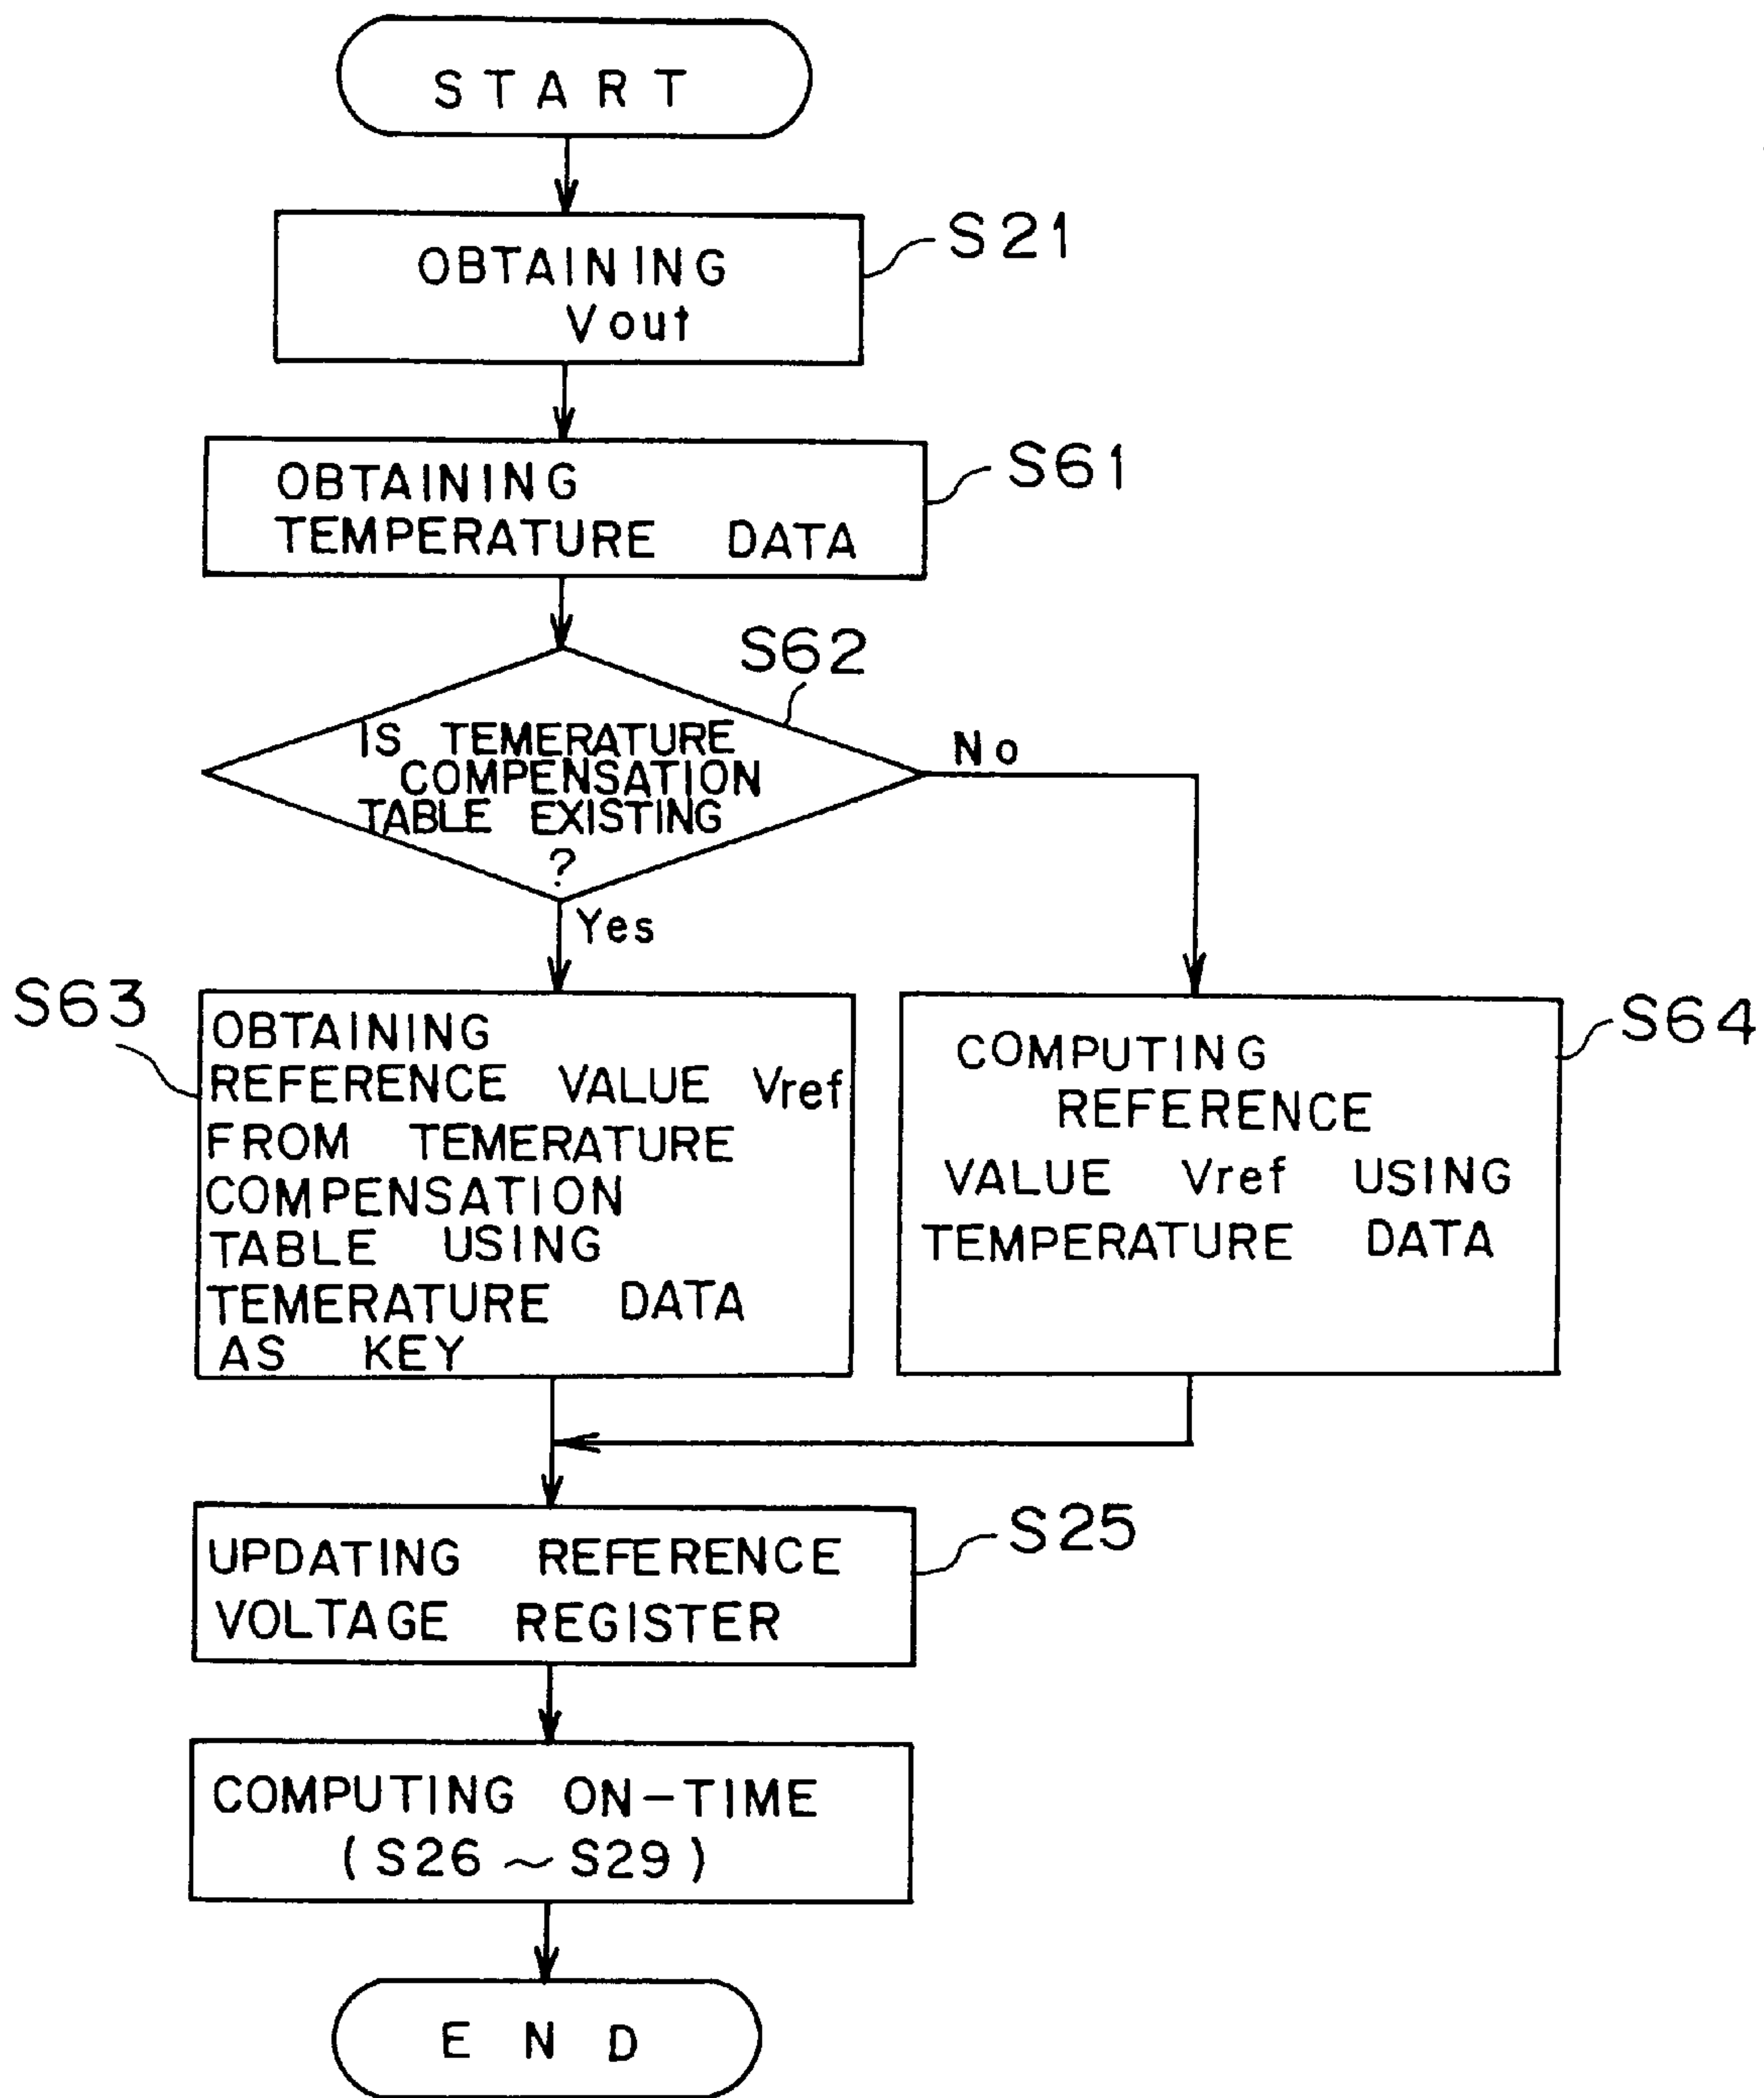 START
S21
OBTAINING
Vout
S61
OBTAINING
TEMPERATURE DATA
S62
IS TEMERATURE
COMPENSATION
TABLE EXISTING
?
No
Yes
S63
OBTAINING
REFERENCE VALUE Vref
FROM TEMERATURE
COMPENSATION
TABLE USING
TEMERATURE DATA
AS KEY
S64
COMPUTING
REFERENCE
VALUE Vref USING
TEMPERATURE DATA
S25
UPDATING REFERENCE
VOLTAGE REGISTER
COMPUTING ON-TIME
(S26~S29)
END